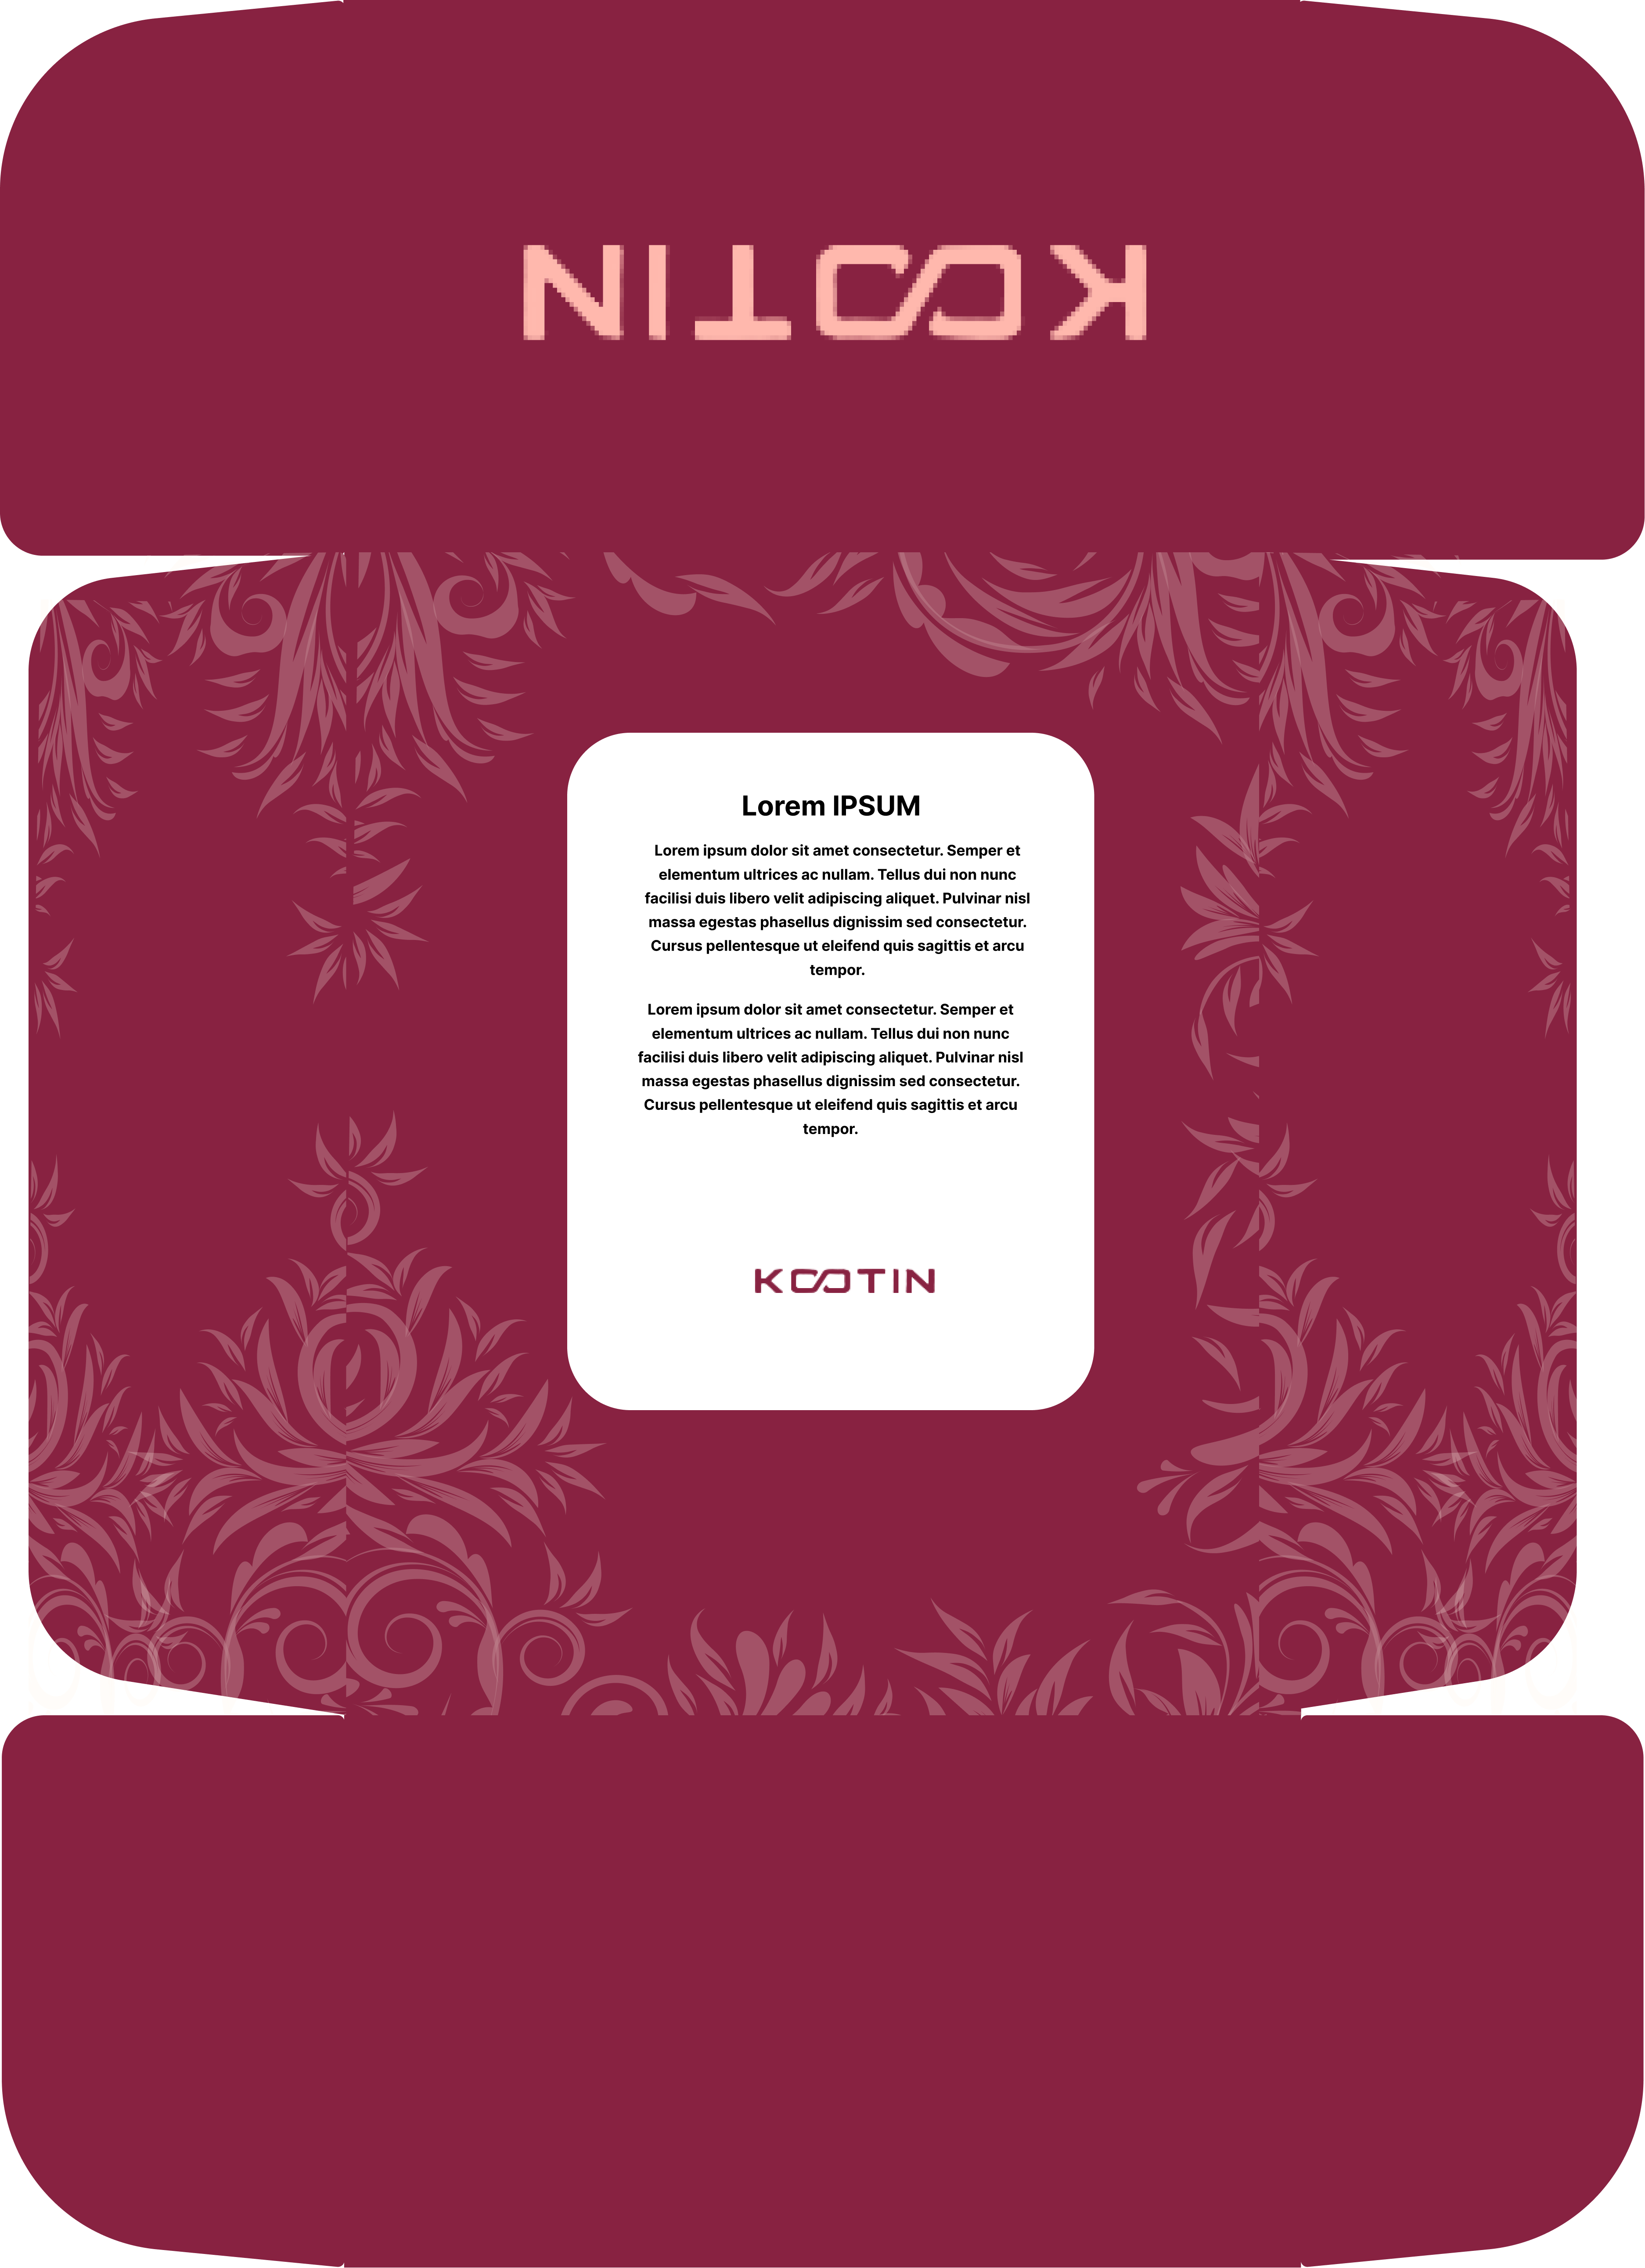 KOOTIN
Lorem IPSUM
Lorem ipsum dolor sit amet consectetur. Semper et
elementum ultrices ac nullam. Tellus dui non nunc
facilisi duis libero velit adipiscing aliquet. Pulvinar nisl
massa egestas phasellus dignissim sed consectetur.
Cursus pellentesque ut eleifend quis sagittis et arcu
tempor.
Lorem ipsum dolor sit amet consectetur. Semper et
elementum ultrices ac nullam. Tellus dui non nunc
facilisi duis libero velit adipiscing aliquet. Pulvinar nisl
massa egestas phasellus dignissim sed consectetur.
Cursus pellentesque ut eleifend quis sagittis et arcu
tempor.
KOOTIN